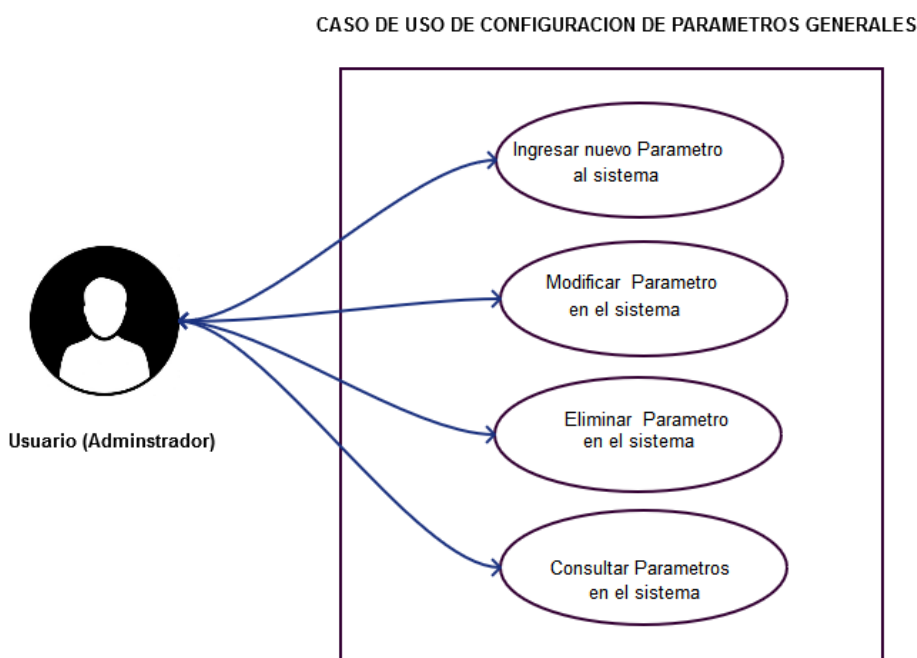 CASO DE USO DE CONFIGURACION DE PARAMETROS GENERALES
Ingresar nuevo Parametro
al sistema
Modificar Parametro
en el sistema
Eliminar Parametro
en el sistema
Usuario (Adminstrador)
Consultar Parametros
en el sistema